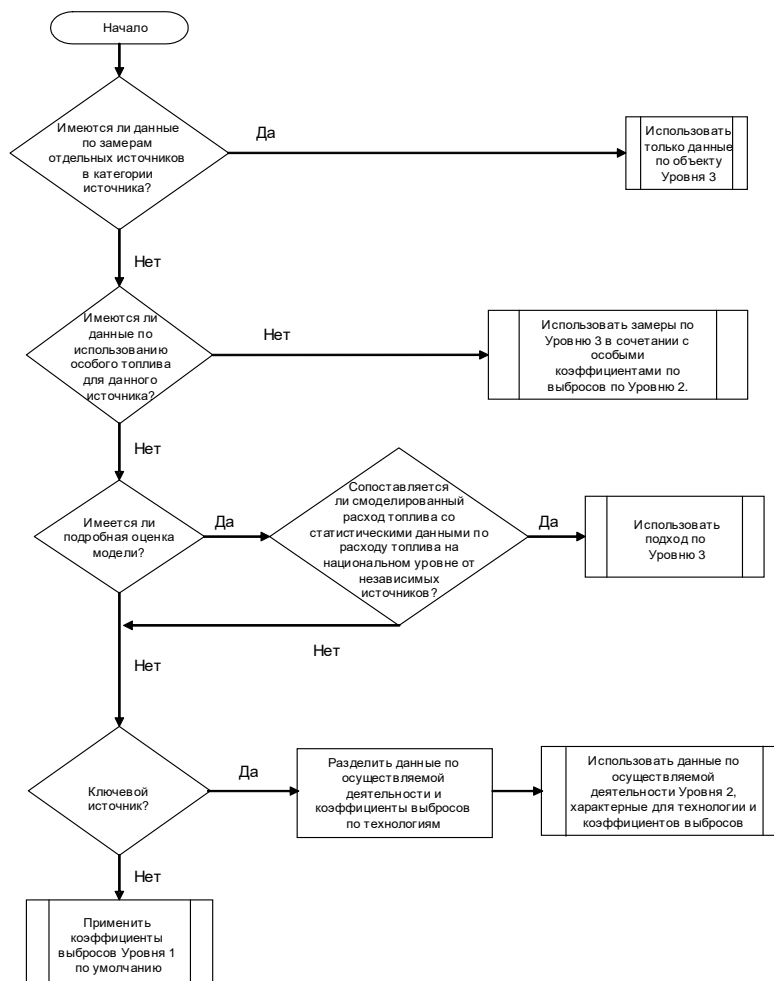 Начало
Имеются ли данные
по замерам
отдельных источников
в категории
источника?
Да
Использовать
только данные
по объекту
Уровня 3
Нет
Имеются ли
данные по
использованию
особого топлива
для данного
источника?
Нет
Использовать замеры по
Уровню 3 в сочетании с
особыми
коэффициентами по
выбросов по Уровню 2.
Нет
Имеется ли
подробная оценка
модели?
Да
Сопоставляется
ли смоделированный
расход топлива со
статистическими данными по
расходу топлива на
национальном уровне от
независимых
источников?
Да
Использовать
подход по
Уровню 3
Нет
Нет
Ключевой
источник?
Да
Разделить данные по
осуществляемой
деятельности и
коэффициенты выбросов
по технологиям
Использовать данные по
осуществляемой
деятельности Уровня 2,
характерные для технологии и
коэффициентов выбросов
Нет
Применить
коэффициенты
выбросов Уровня 1
по умолчанию